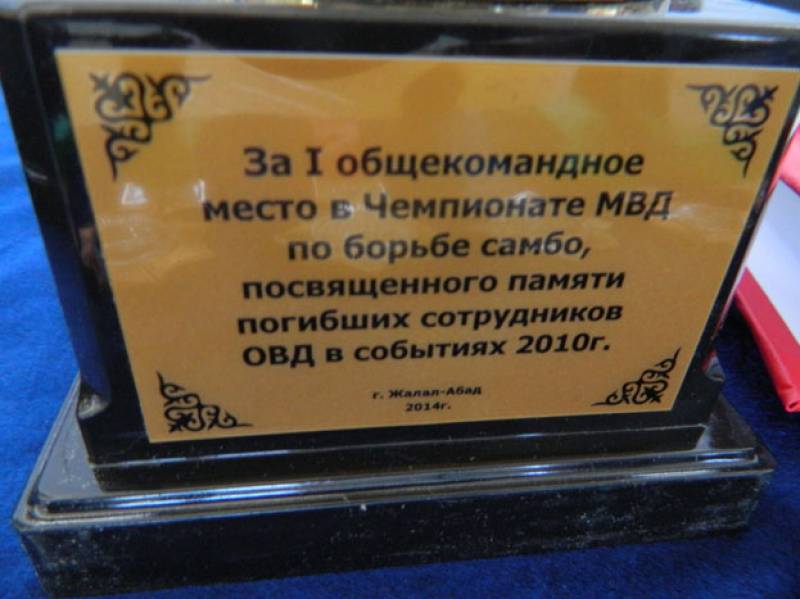 За I общекомандное
место в Чемпионате МВД
по борьбе самбо,
посвященного памяти
погибших сотрудников
ОВД в событиях 2010г.
г. Жалал-Абад
2014г.